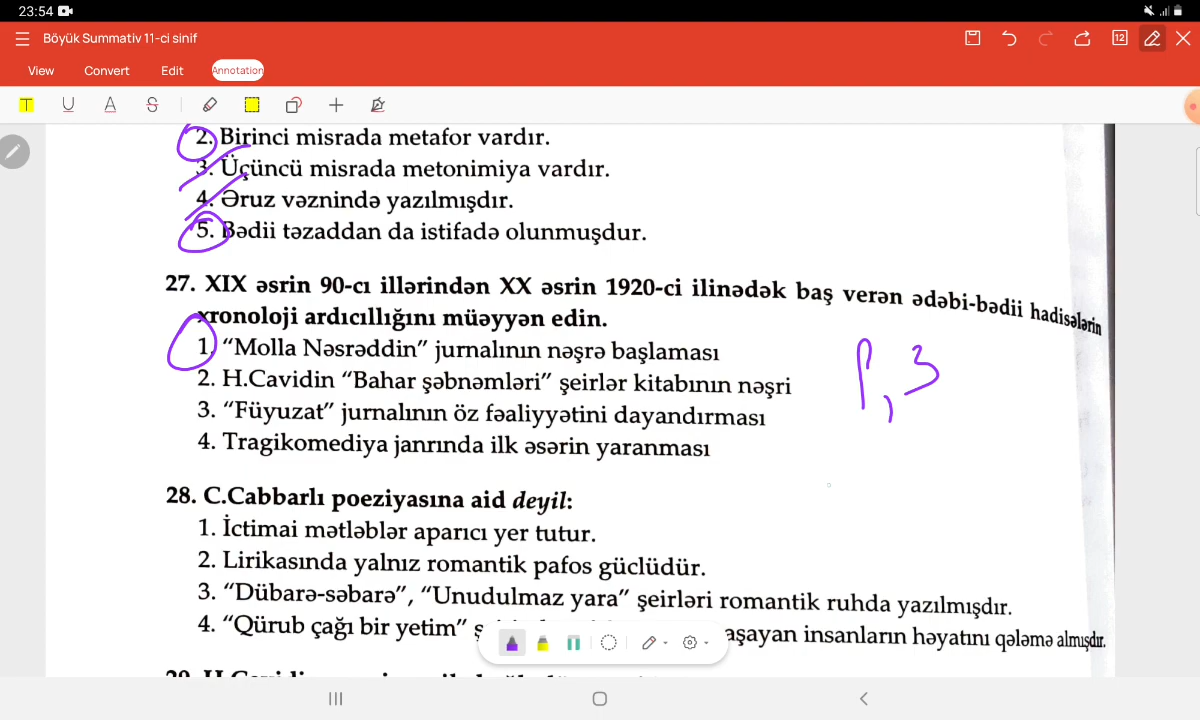 23:54
Böyük Summativ 11-ci sinif
12
View Convert Edit Annotation
T U A S
2. Birinci misrada metafor vardır.
3. Üçüncü misrada metonimiya vardır.
4. Əruz vəznində yazılmışdır.
5. Bədii təzaddan da istifadə olunmuşdur.
27. XIX əsrin 90-cı illərindən XX əsrin 1920-ci ilinədək baş verən ədəbi-bədii hadisələrin
xronoloji ardıcıllığını müəyyən edin.
1. “Molla Nəsrəddin” jurnalının nəşrə başlaması
2. H.Cavidin “Bahar şəbnəmləri” şeirlər kitabının nəşri
3. “Füyuzat” jurnalının öz fəaliyyətini dayandırması
4. Tragikomediya janrında ilk əsərin yaranması
28. C.Cabbarlı poeziyasına aid deyil:
1. İctimai mətləblər aparıcı yer tutur.
2. Lirikasında yalnız romantik pafos güclüdür.
3. “Dübarə-səbarə”, “Unudulmaz yara” şeirləri romantik ruhda yazılmışdır.
4. “Qürub çağı bir yetim” aşayan insanların həyatını qələmə almışdır.